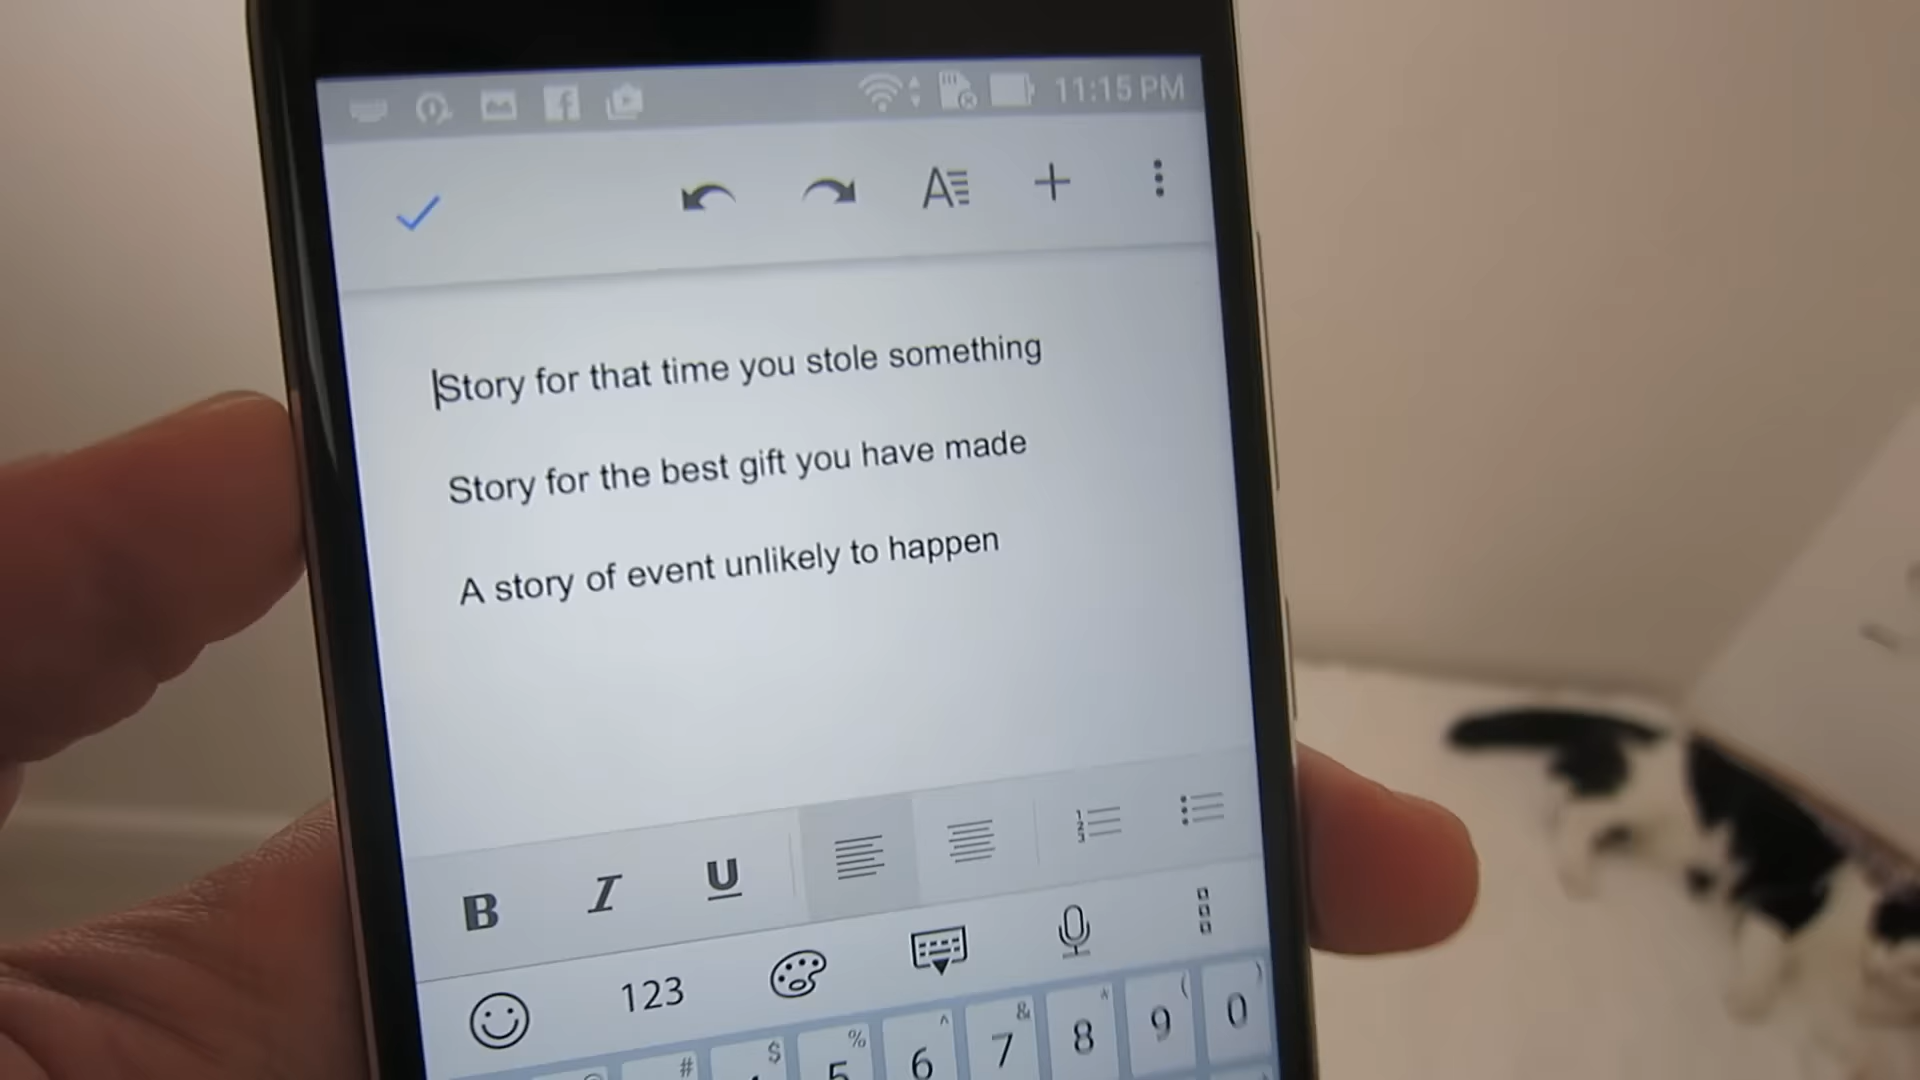 11:15 PM
Story for that time you stole something
Story for the best gift you have made
A story of event unlikely to happen
B I U
123
# $ % ^ & * ( )
5 6 7 8 9 0